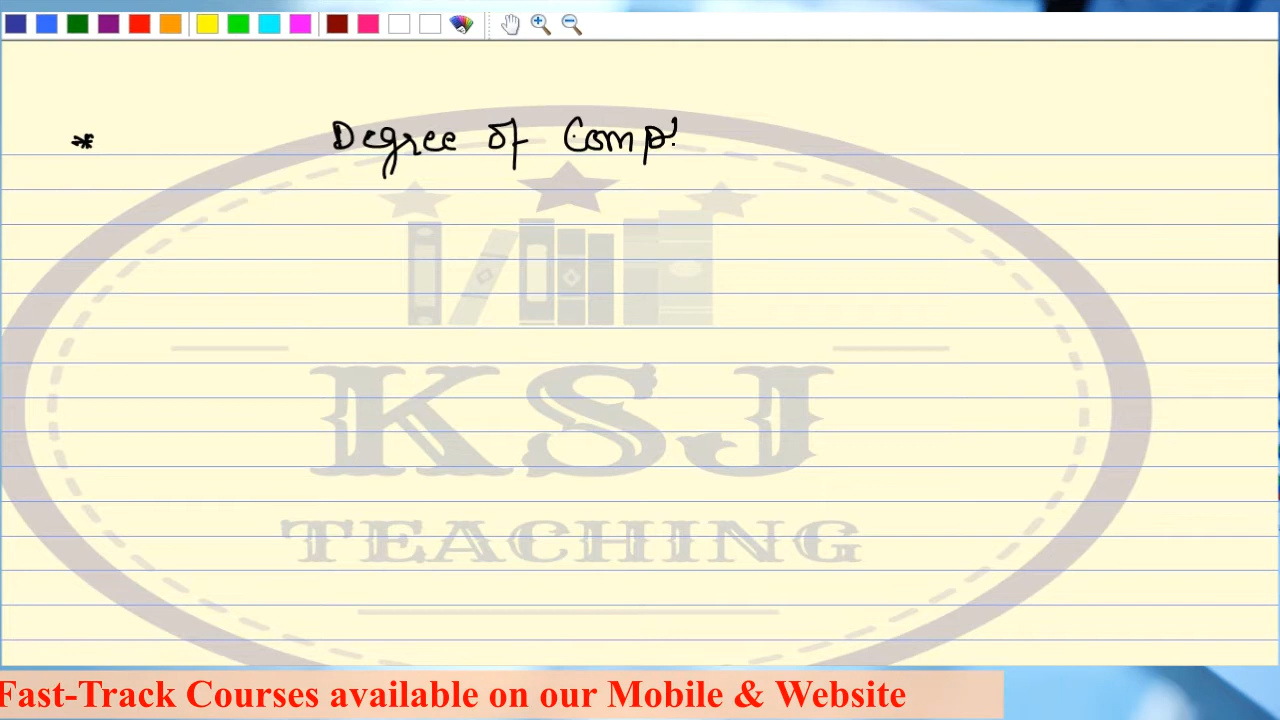 * Degree of Comp
KSJ
TEACHING
Fast-Track Courses available on our Mobile & Website